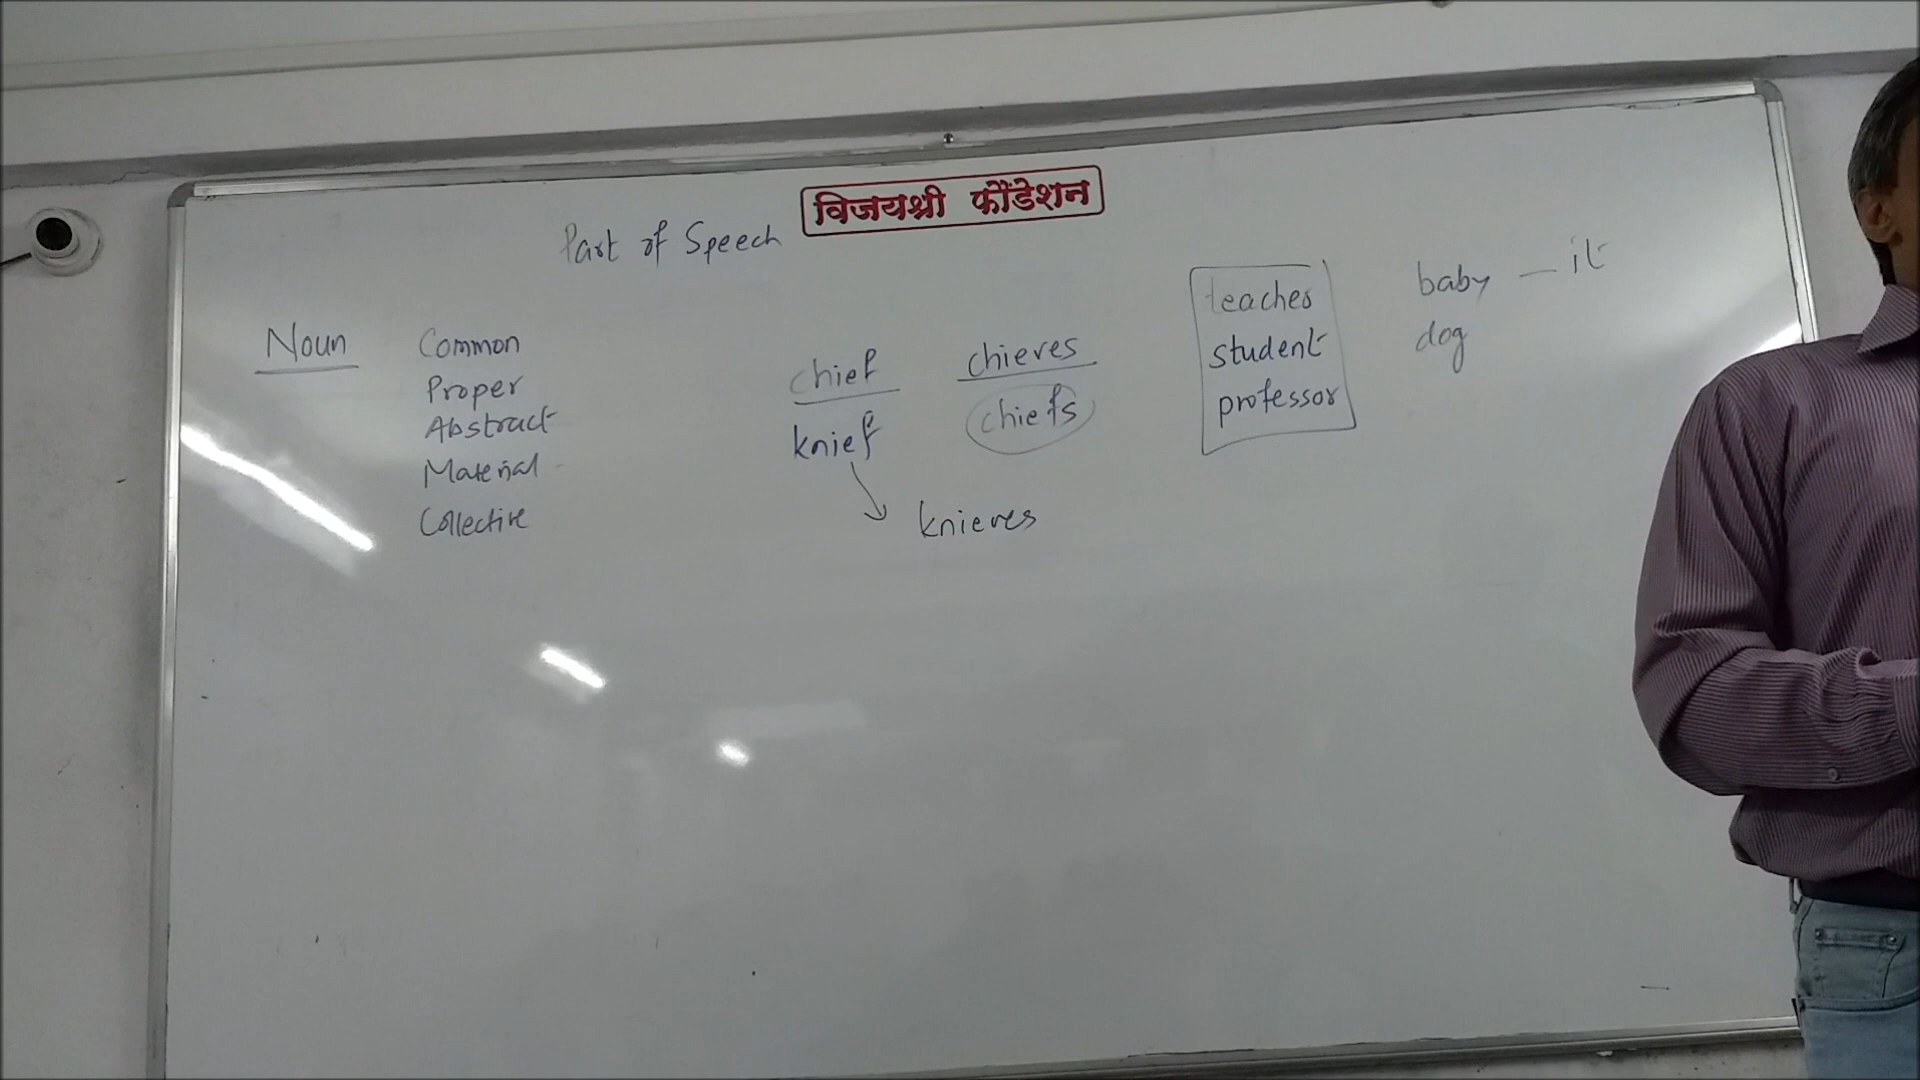 विजयश्री फौंडेशन
Part of Speech
Noun
Common
Proper
Abstract
Material
Collective
chief
chieves
knief
chiefs
knieves
teacher
student
professor
baby — it
dog